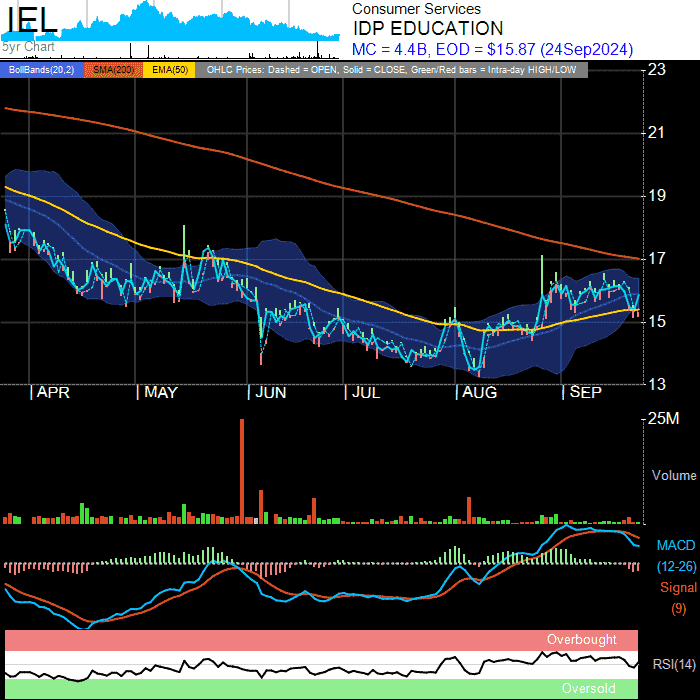 IEL
5yr Chart
Consumer Services
IDP EDUCATION
MC = 4.4B, EOD = $15.87 (24Sep2024)
BollBands(20,2) SMA(200) EMA(50) OHLC Prices: Dashed = OPEN, Solid = CLOSE, Green/Red bars = Intra-day HIGH/LOW
23
21
19
17
15
13
APR MAY JUN JUL AUG SEP
25M
Volume
MACD
(12-26)
Signal
(9)
Overbought
RSI(14)
Oversold